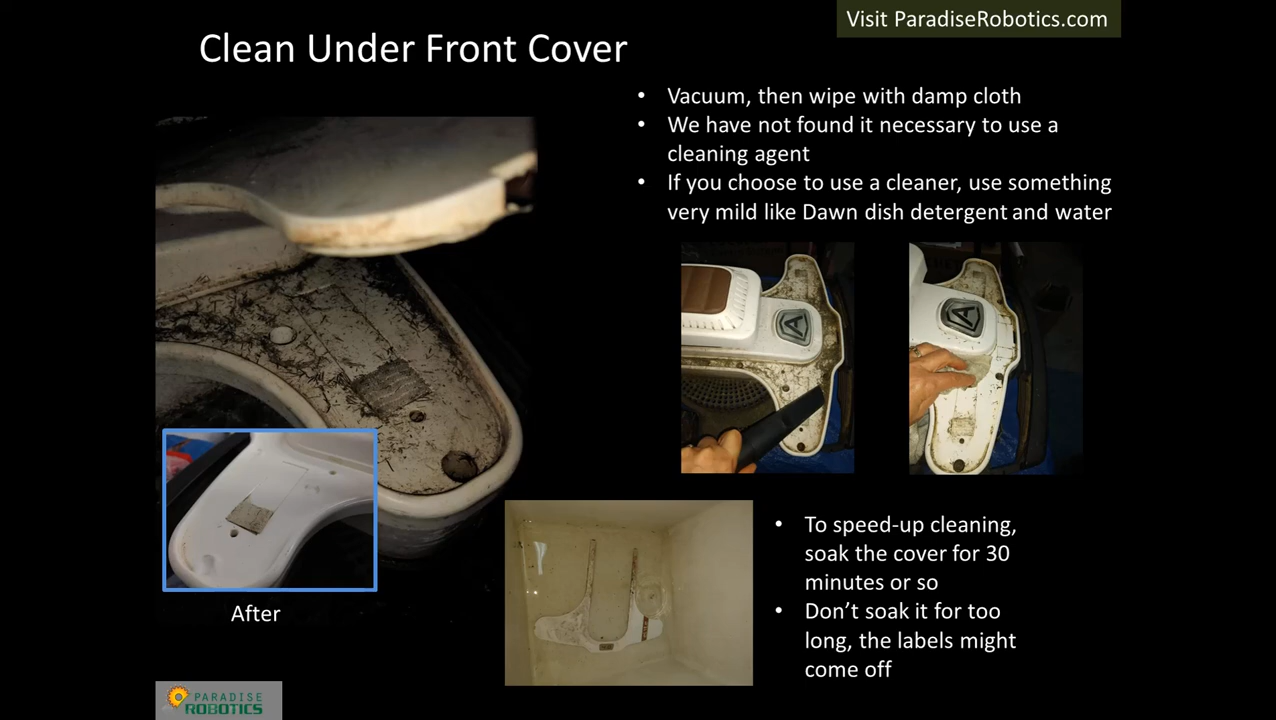 Visit ParadiseRobotics.com
Clean Under Front Cover
• Vacuum, then wipe with damp cloth
• We have not found it necessary to use a
cleaning agent
• If you choose to use a cleaner, use something
very mild like Dawn dish detergent and water
• To speed-up cleaning,
soak the cover for 30
minutes or so
• Don’t soak it for too
long, the labels might
come off
After
PARADISE
ROBOTICS